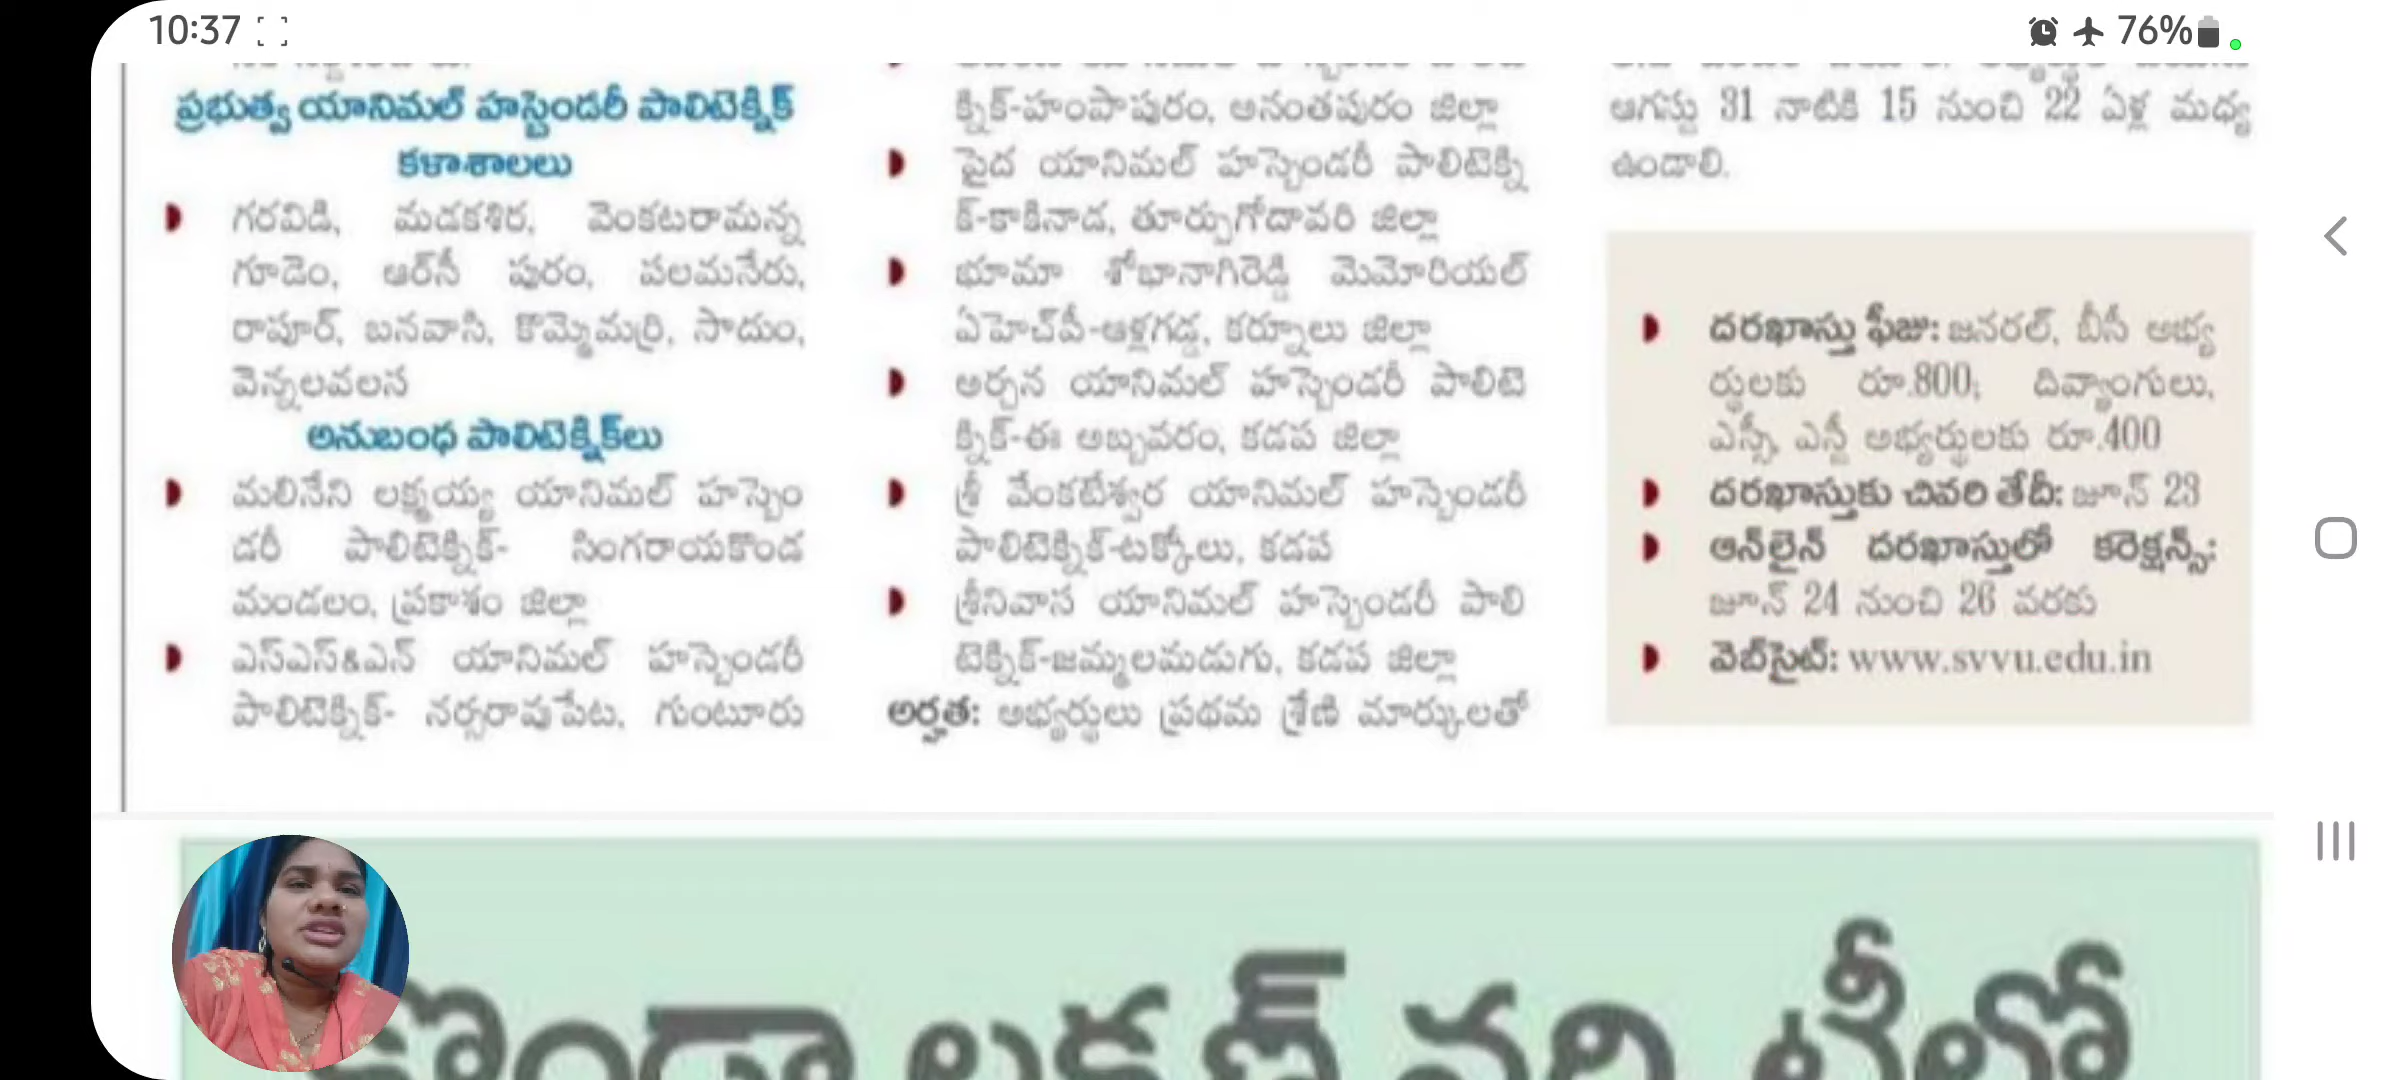 10:37
76%
ప్రభుత్వ యానిమల్ హస్బెండరీ పాలిటెక్నిక్
కళాశాలలు
గరివిడి, మడకశిర, వెంకటరామన్న
గూడెం, ఆర్‌సీ పురం, పలమనేరు,
రాపూర్, బనవాసి, కొమ్మెమర్రి, సాదుం,
వెన్నలవలస
అనుబంధ పాలిటెక్నిక్‌లు
మలినేని లక్ష్మయ్య యానిమల్ హస్బెం
డరీ పాలిటెక్నిక్- సింగరాయకొండ
మండలం, ప్రకాశం జిల్లా
ఎస్ఎస్&ఎన్ యానిమల్ హస్బెండరీ
పాలిటెక్నిక్- నర్సరావుపేట, గుంటూరు
క్నిక్-హంపాపురం, అనంతపురం జిల్లా
పైద యానిమల్ హస్బెండరీ పాలిటెక్ని
క్-కాకినాడ, తూర్పుగోదావరి జిల్లా
భూమా శోభానాగిరెడ్డి మెమోరియల్
ఏహెచ్‌పీ-ఆళ్లగడ్డ, కర్నూలు జిల్లా
అర్చన యానిమల్ హస్బెండరీ పాలిటె
క్నిక్-ఈ అబ్బవరం, కడప జిల్లా
శ్రీ వేంకటేశ్వర యానిమల్ హస్బెండరీ
పాలిటెక్నిక్-టక్కోలు, కడప
శ్రీనివాస యానిమల్ హస్బెండరీ పాలి
టెక్నిక్-జమ్మలమడుగు, కడప జిల్లా
అర్హత: అభ్యర్థులు ప్రథమ శ్రేణి మార్కులతో
ఆగస్టు 31 నాటికి 15 నుంచి 22 ఏళ్ల మధ్య
ఉండాలి.
దరఖాస్తు ఫీజు: జనరల్, బీసీ అభ్య
ర్థులకు రూ.800; దివ్యాంగులు,
ఎస్సీ, ఎస్టీ అభ్యర్థులకు రూ.400
దరఖాస్తుకు చివరి తేదీ: జూన్ 23
ఆన్‌లైన్ దరఖాస్తులో కరెక్షన్స్:
జూన్ 24 నుంచి 26 వరకు
వెబ్‌సైట్: www.svvu.edu.in